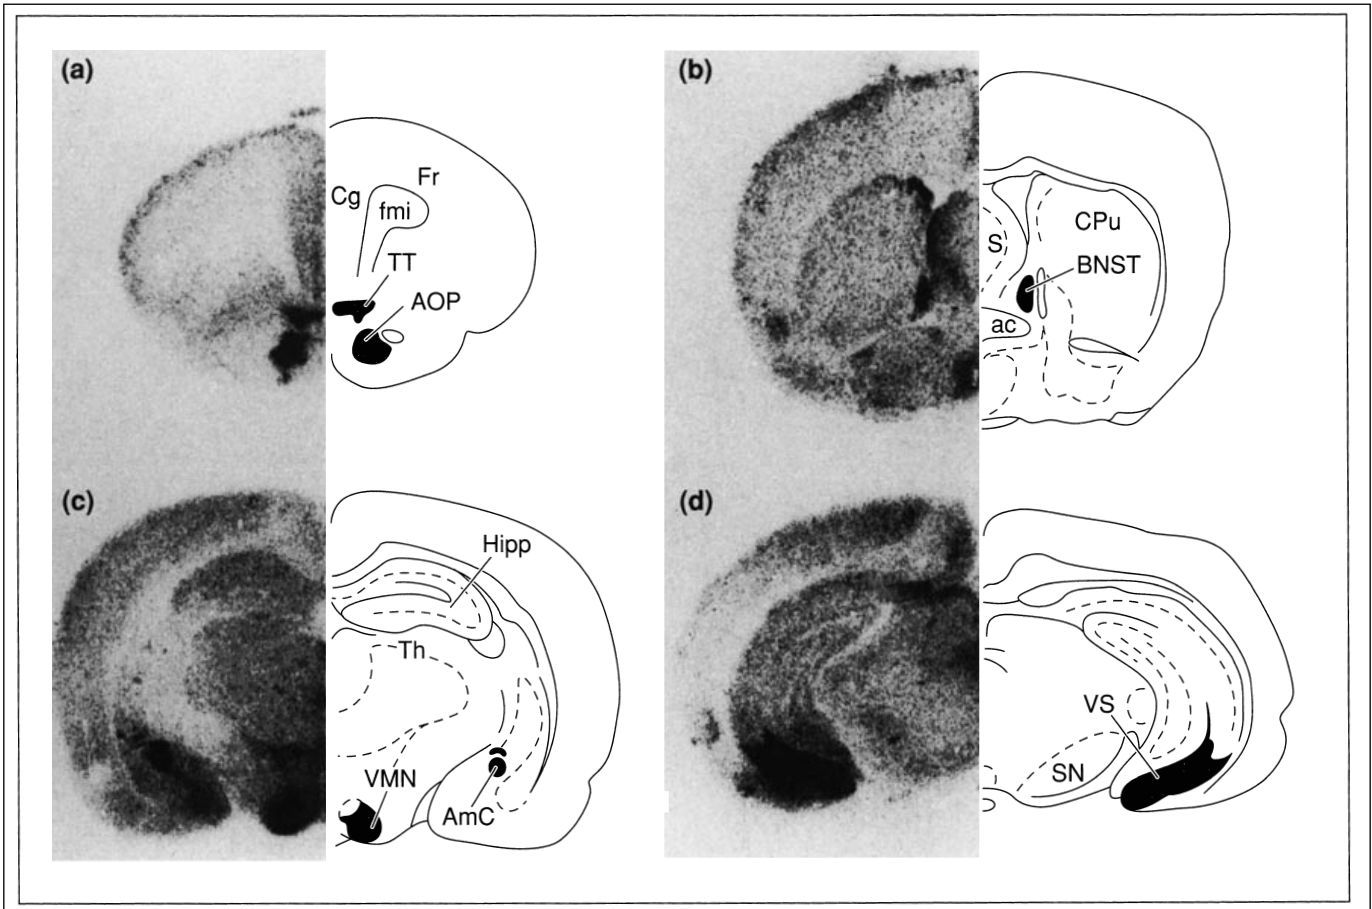 (a)
Cg
Fr
fmi
TT
AOP
(b)
S
CPu
BNST
ac
(c)
Hipp
Th
VMN
AmC
(d)
VS
SN